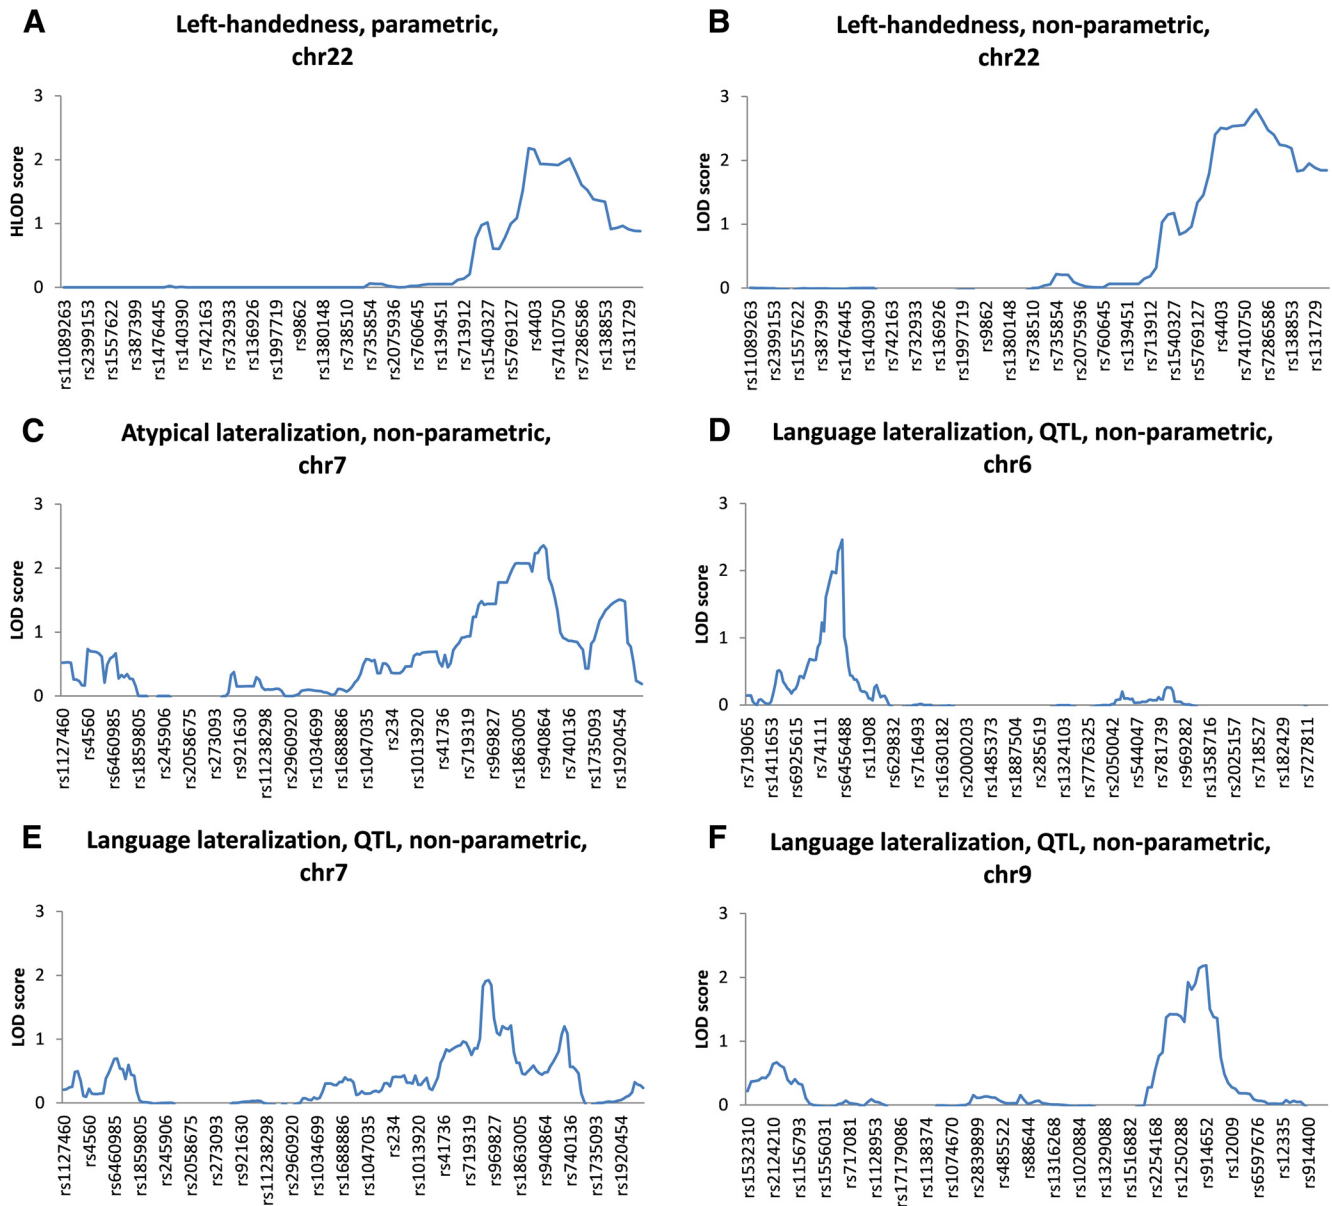 A
Left-handedness, parametric,
chr22
HLOD score
3
2
1
0
rs11089263
rs2399153
rs1557622
rs387399
rs1476445
rs140390
rs742163
rs732933
rs136926
rs1997719
rs9862
rs1380148
rs738510
rs735854
rs2075936
rs760645
rs139451
rs713912
rs1540327
rs5769127
rs4403
rs7410750
rs7286586
rs138853
rs131729
B
Left-handedness, non-parametric,
chr22
LOD score
3
2
1
0
rs11089263
rs2399153
rs1557622
rs387399
rs1476445
rs140390
rs742163
rs732933
rs136926
rs1997719
rs9862
rs1380148
rs738510
rs735854
rs2075936
rs760645
rs139451
rs713912
rs1540327
rs5769127
rs4403
rs7410750
rs7286586
rs138853
rs131729
C
Atypical lateralization, non-parametric,
chr7
LOD score
3
2
1
0
rs1127460
rs4560
rs6460985
rs1859805
rs245906
rs2058675
rs273093
rs921630
rs11238298
rs2960920
rs1034699
rs1688886
rs1047035
rs234
rs1013920
rs41736
rs719319
rs969827
rs1863005
rs940864
rs740136
rs1735093
rs1920454
D
Language lateralization, QTL, non-parametric,
chr6
LOD score
3
2
1
0
rs719065
rs1411653
rs6925615
rs74111
rs6456488
rs11908
rs629832
rs716493
rs1630182
rs2000203
rs1485373
rs1887504
rs285619
rs1324103
rs7776325
rs2050042
rs544047
rs781739
rs969282
rs1358716
rs2025157
rs718527
rs182429
rs727811
E
Language lateralization, QTL, non-parametric,
chr7
LOD score
3
2
1
0
rs1127460
rs4560
rs6460985
rs1859805
rs245906
rs2058675
rs273093
rs921630
rs11238298
rs2960920
rs1034699
rs1688886
rs1047035
rs234
rs1013920
rs41736
rs719319
rs969827
rs1863005
rs940864
rs740136
rs1735093
rs1920454
F
Language lateralization, QTL, non-parametric,
chr9
LOD score
3
2
1
0
rs1532310
rs2124210
rs1156793
rs1556031
rs717081
rs1128953
rs17179086
rs1138374
rs1074670
rs2839899
rs485522
rs88644
rs1316268
rs1020884
rs1329088
rs1516882
rs2254168
rs1250288
rs914652
rs12009
rs6597676
rs12335
rs914400